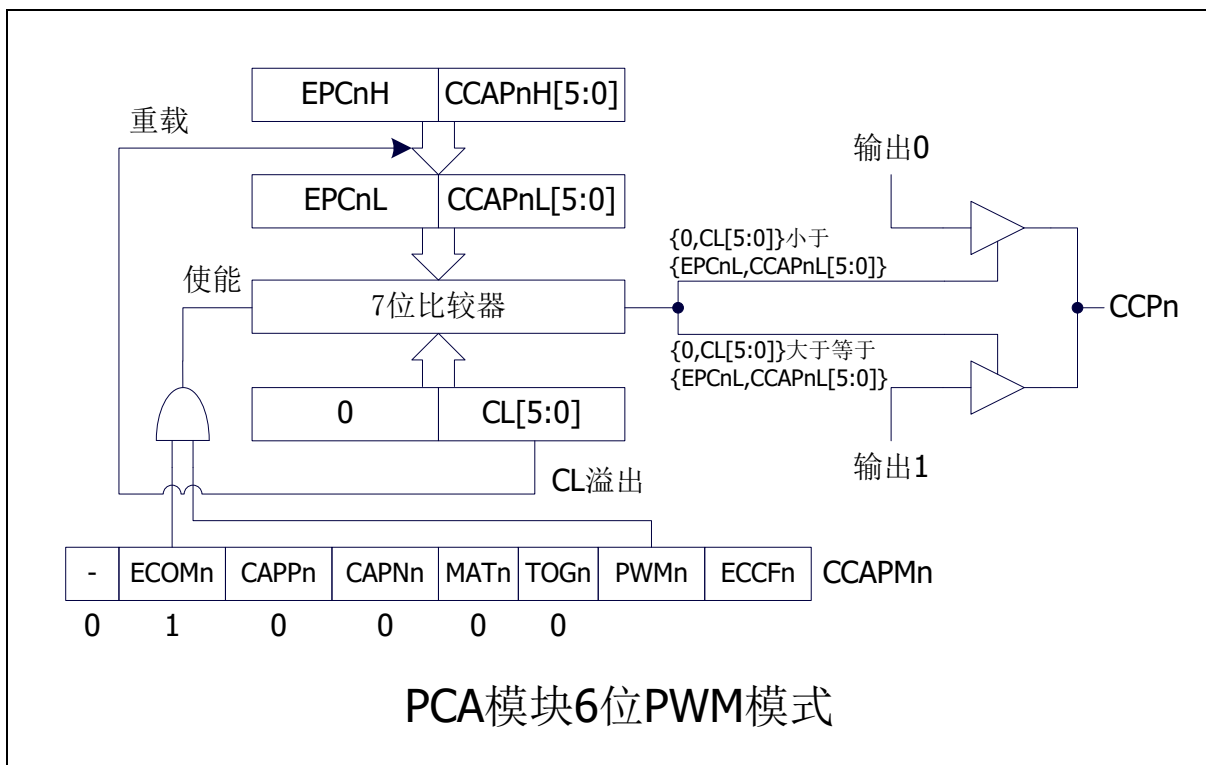 EPCnH CCAPnH[5:0]
重载
输出0
EPCnL CCAPnL[5:0]
{0,CL[5:0]}小于
{EPCnL,CCAPnL[5:0]}
使能
7位比较器
CCPn
{0,CL[5:0]}大于等于
{EPCnL,CCAPnL[5:0]}
0 CL[5:0]
输出1
CL溢出
- ECOMn CAPPn CAPNn MATn TOGn PWMn ECCFn CCAPMn
0 1 0 0 0 0
PCA模块6位PWM模式